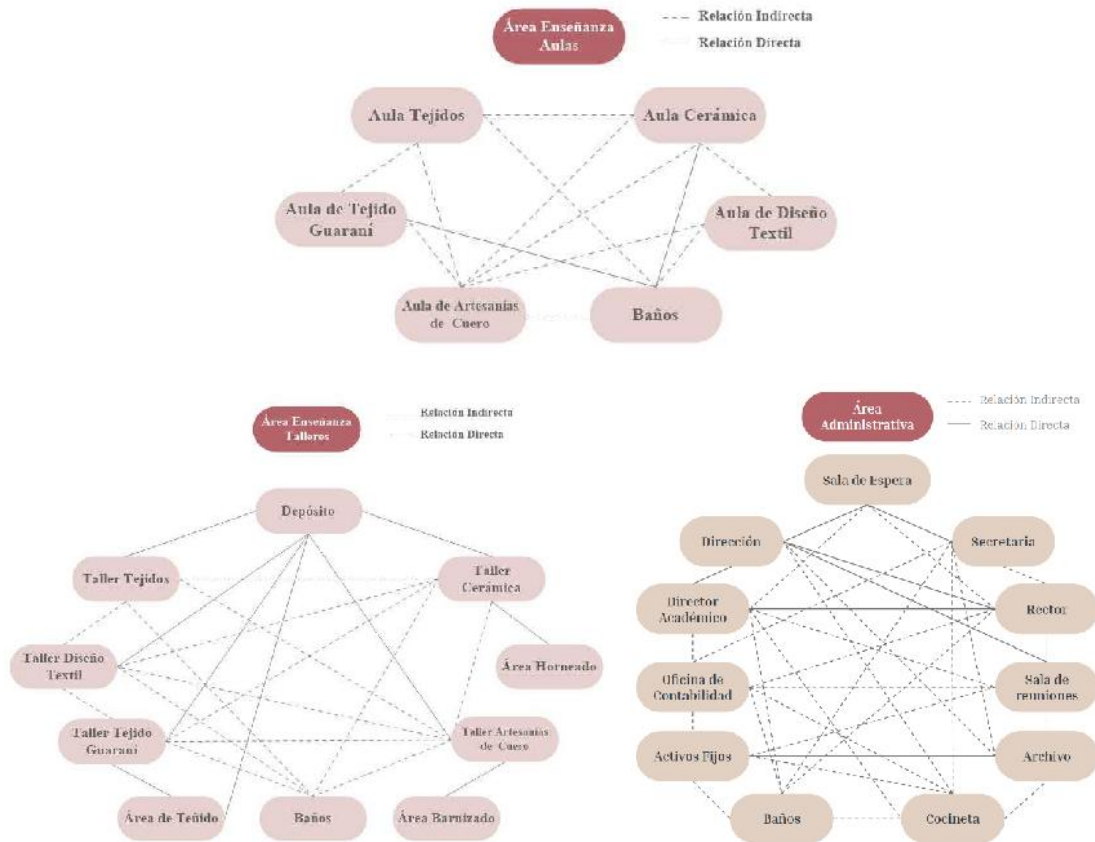 Área Enseñanza
Aulas
Relación Indirecta
Relación Directa
Aula Tejidos
Aula Cerámica
Aula de Tejido
Guaraní
Aula de Diseño
Textil
Aula de Artesanías
de Cuero
Baños
Área Enseñanza
Talleros
Relación Indirecta
Relación Directa
Depósito
Taller Tejidos
Taller
Cerámica
Taller Diseño
Textil
Área Horneado
Taller Tejido
Guaraní
Taller Artesanías
de Cuero
Área de Teñido
Baños
Área Barnizado
Área
Administrativa
Relación Indirecta
Relación Directa
Sala de Espera
Dirección
Secretaria
Director
Académico
Rector
Oficina de
Contabilidad
Sala de
reuniones
Activos Fijos
Archivo
Baños
Cocineta